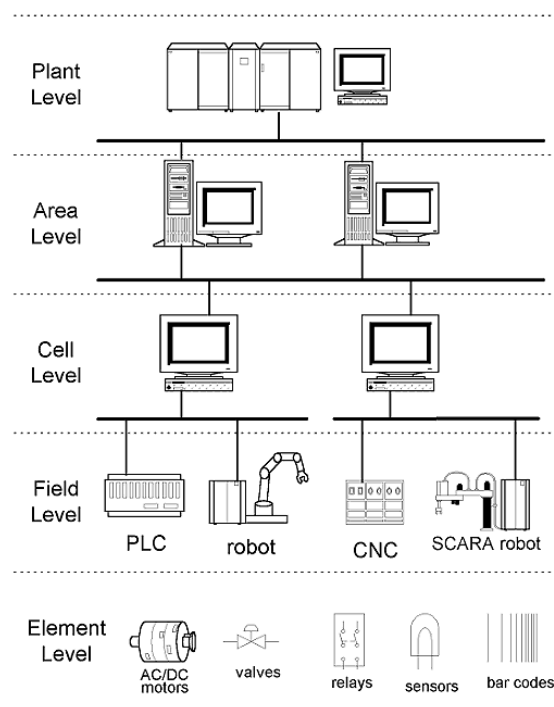 Plant
Level
Area
Level
Cell
Level
Field
Level
PLC
robot
CNC
SCARA robot
Element
Level
AC/DC
motors
valves
relays
sensors
bar codes